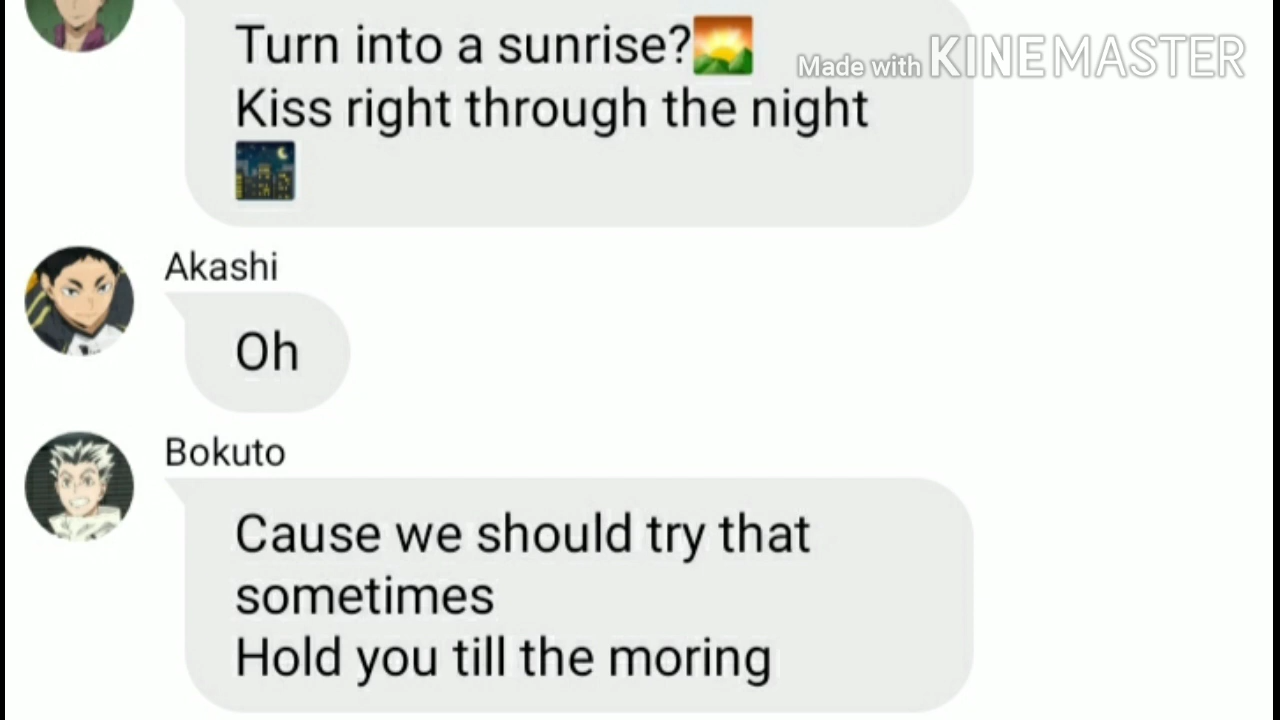 Turn into a sunrise?🌄
Made with KINEMASTER
Kiss right through the night
🌃
Akashi
Oh
Bokuto
Cause we should try that
sometimes
Hold you till the moring